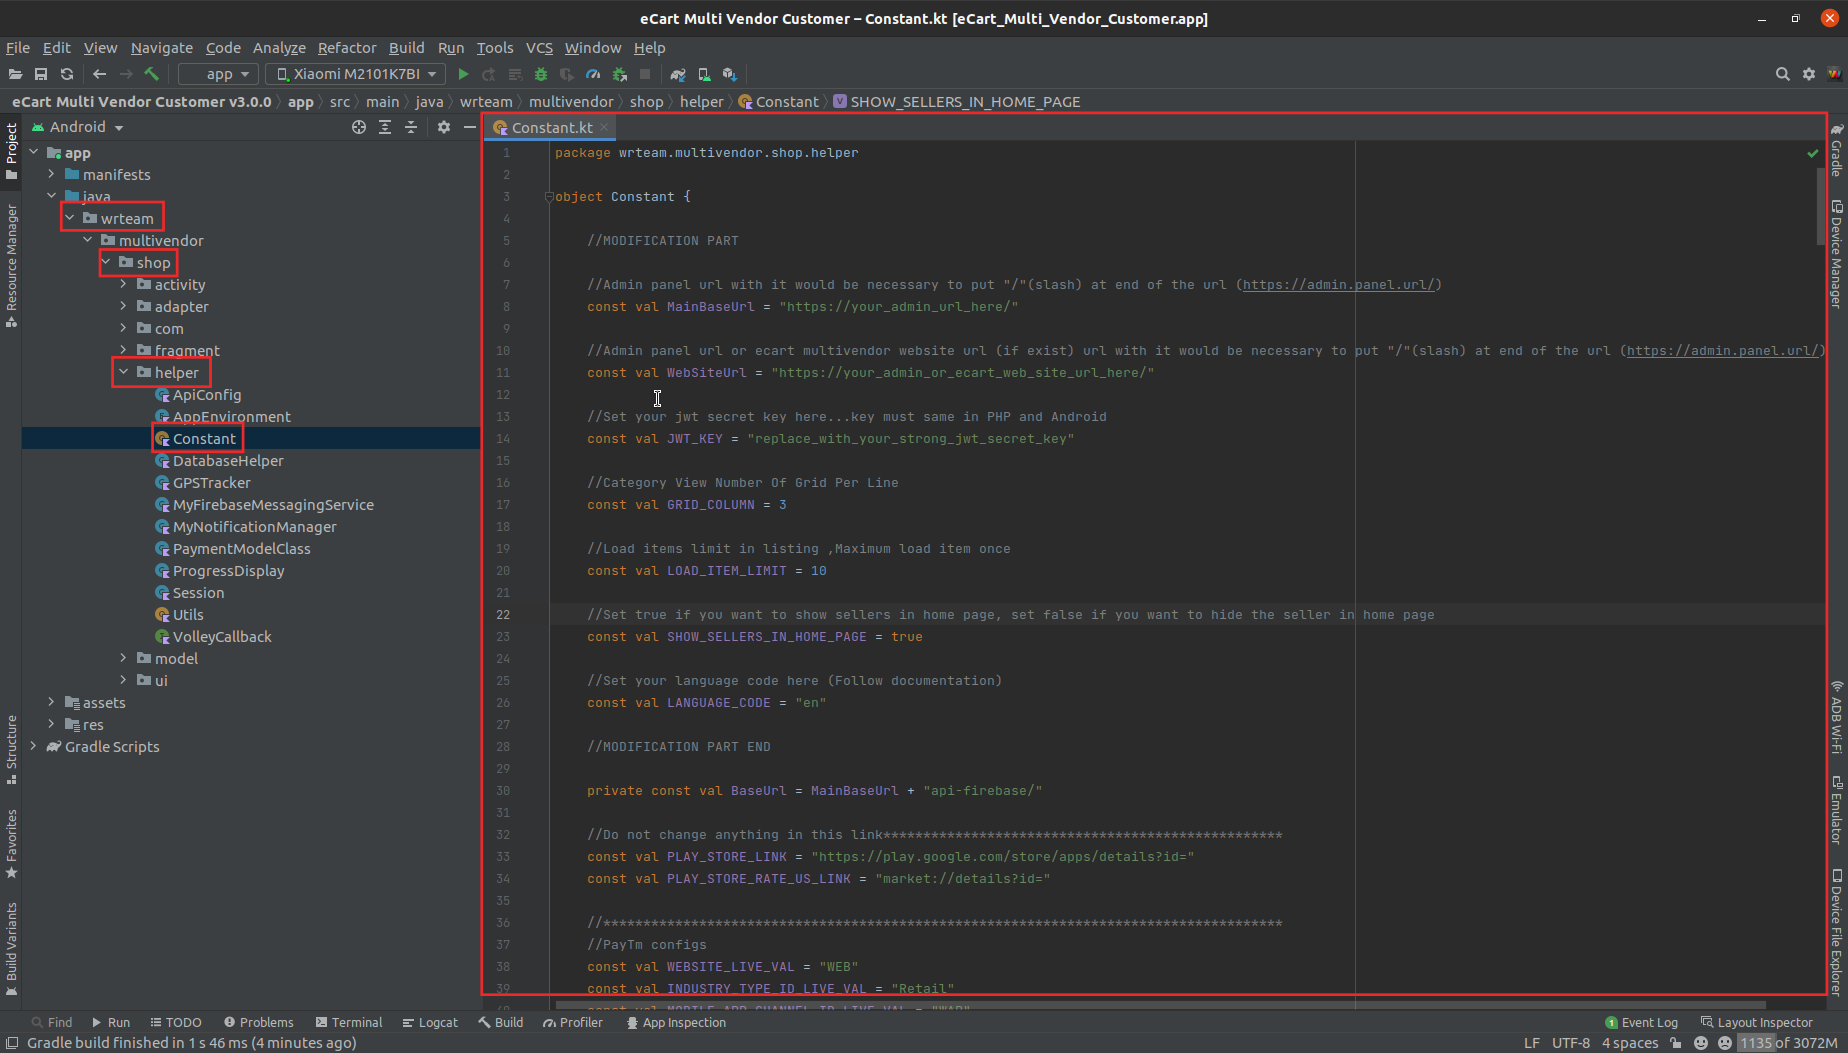 eCart Multi Vendor Customer – Constant.kt [eCart_Multi_Vendor_Customer.app]
File Edit View Navigate Code Analyze Refactor Build Run Tools VCS Window Help
app Xiaomi M2101K7BI
eCart Multi Vendor Customer v3.0.0 app src main java wrteam multivendor shop helper Constant SHOW_SELLERS_IN_HOME_PAGE
Project
Resource Manager
Structure
Favorites
Build Variants
Android
app
manifests
java
wrteam
multivendor
shop
activity
adapter
com
fragment
helper
ApiConfig
AppEnvironment
Constant
DatabaseHelper
GPSTracker
MyFirebaseMessagingService
MyNotificationManager
PaymentModelClass
ProgressDisplay
Session
Utils
VolleyCallback
model
ui
assets
res
Gradle Scripts
Constant.kt
1 package wrteam.multivendor.shop.helper
2
3 object Constant {
4
5 //MODIFICATION PART
6
7 //Admin panel url with it would be necessary to put "/"(slash) at end of the url (https://admin.panel.url/)
8 const val MainBaseUrl = "https://your_admin_url_here/"
9
10 //Admin panel url or ecart multivendor website url (if exist) url with it would be necessary to put "/"(slash) at end of the url (https://admin.panel.url/)
11 const val WebSiteUrl = "https://your_admin_or_ecart_web_site_url_here/"
12
13 //Set your jwt secret key here...key must same in PHP and Android
14 const val JWT_KEY = "replace_with_your_strong_jwt_secret_key"
15
16 //Category View Number Of Grid Per Line
17 const val GRID_COLUMN = 3
18
19 //Load items limit in listing ,Maximum load item once
20 const val LOAD_ITEM_LIMIT = 10
21
22 //Set true if you want to show sellers in home page, set false if you want to hide the seller in home page
23 const val SHOW_SELLERS_IN_HOME_PAGE = true
24
25 //Set your language code here (Follow documentation)
26 const val LANGUAGE_CODE = "en"
27
28 //MODIFICATION PART END
29
30 private const val BaseUrl = MainBaseUrl + "api-firebase/"
31
32 //Do not change anything in this link**************************************************
33 const val PLAY_STORE_LINK = "https://play.google.com/store/apps/details?id="
34 const val PLAY_STORE_RATE_US_LINK = "market://details?id="
35
36 //*************************************************************************************
37 //PayTm configs
38 const val WEBSITE_LIVE_VAL = "WEB"
39 const val INDUSTRY_TYPE_ID_LIVE_VAL = "Retail"
Gradle
Device Manager
ADB Wi-Fi
Emulator
Device File Explorer
Find Run TODO Problems Terminal Logcat Build Profiler App Inspection 1 Event Log Layout Inspector
Gradle build finished in 1 s 46 ms (4 minutes ago) LF UTF-8 4 spaces 1135 of 3072M